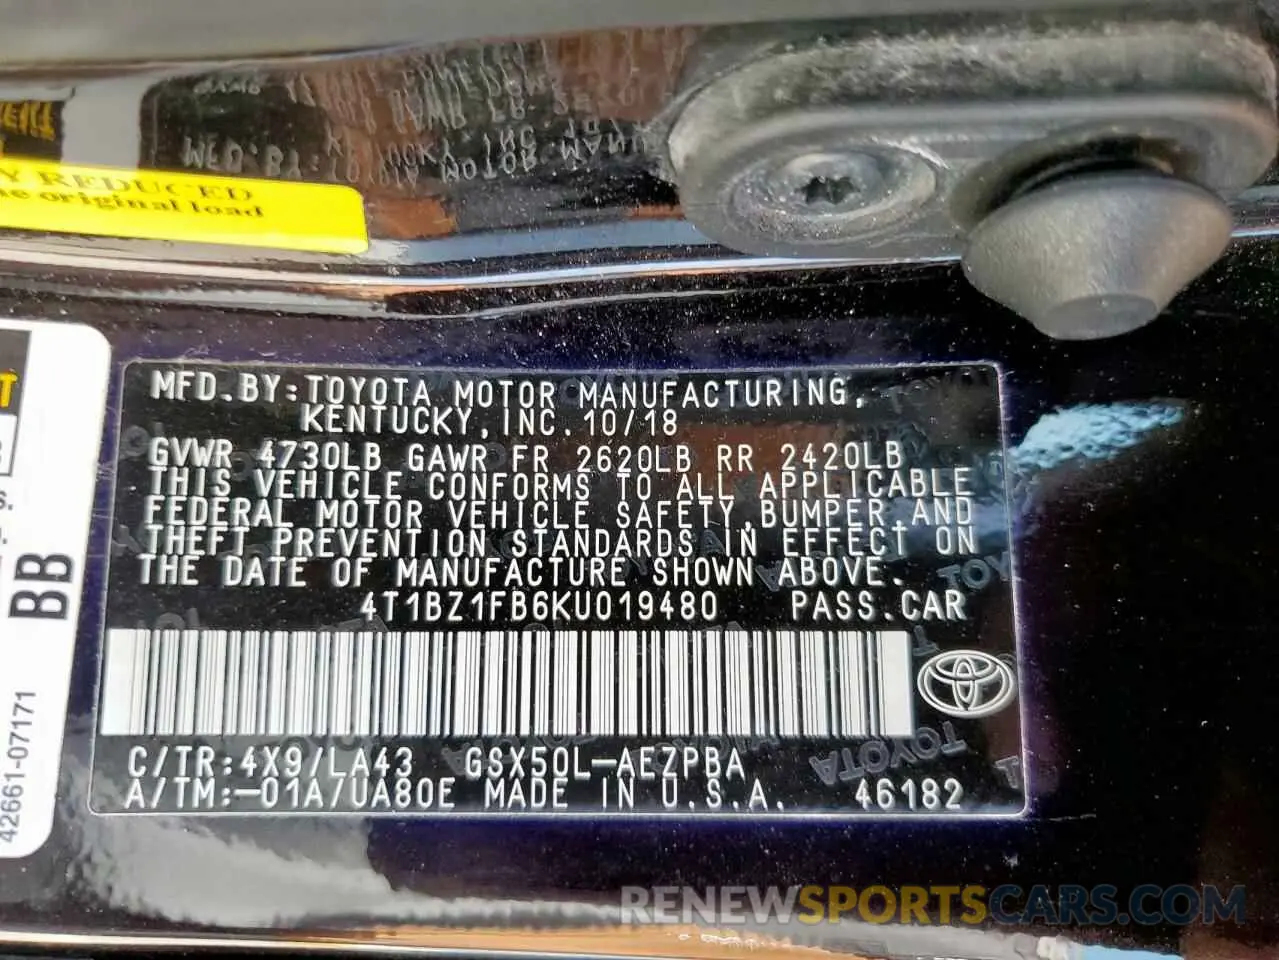 Y REDUCED
he original load
BB
42661-07171
MFD.BY:TOYOTA MOTOR MANUFACTURING,
KENTUCKY,INC.10/18
GVWR 4730LB GAWR FR 2620LB RR 2420LB
THIS VEHICLE CONFORMS TO ALL APPLICABLE
FEDERAL MOTOR VEHICLE SAFETY,BUMPER,AND
THEFT PREVENTION STANDARDS IN EFFECT ON
THE DATE OF MANUFACTURE SHOWN ABOVE.
4T1BZ1FB6KU019480 PASS.CAR
C/TR:4X9/LA43 GSX50L-AEZPBA
A/TM:-01A/UA80E MADE IN U.S.A. 46182
TOYOTA
RENEWSPORTSCARS.COM